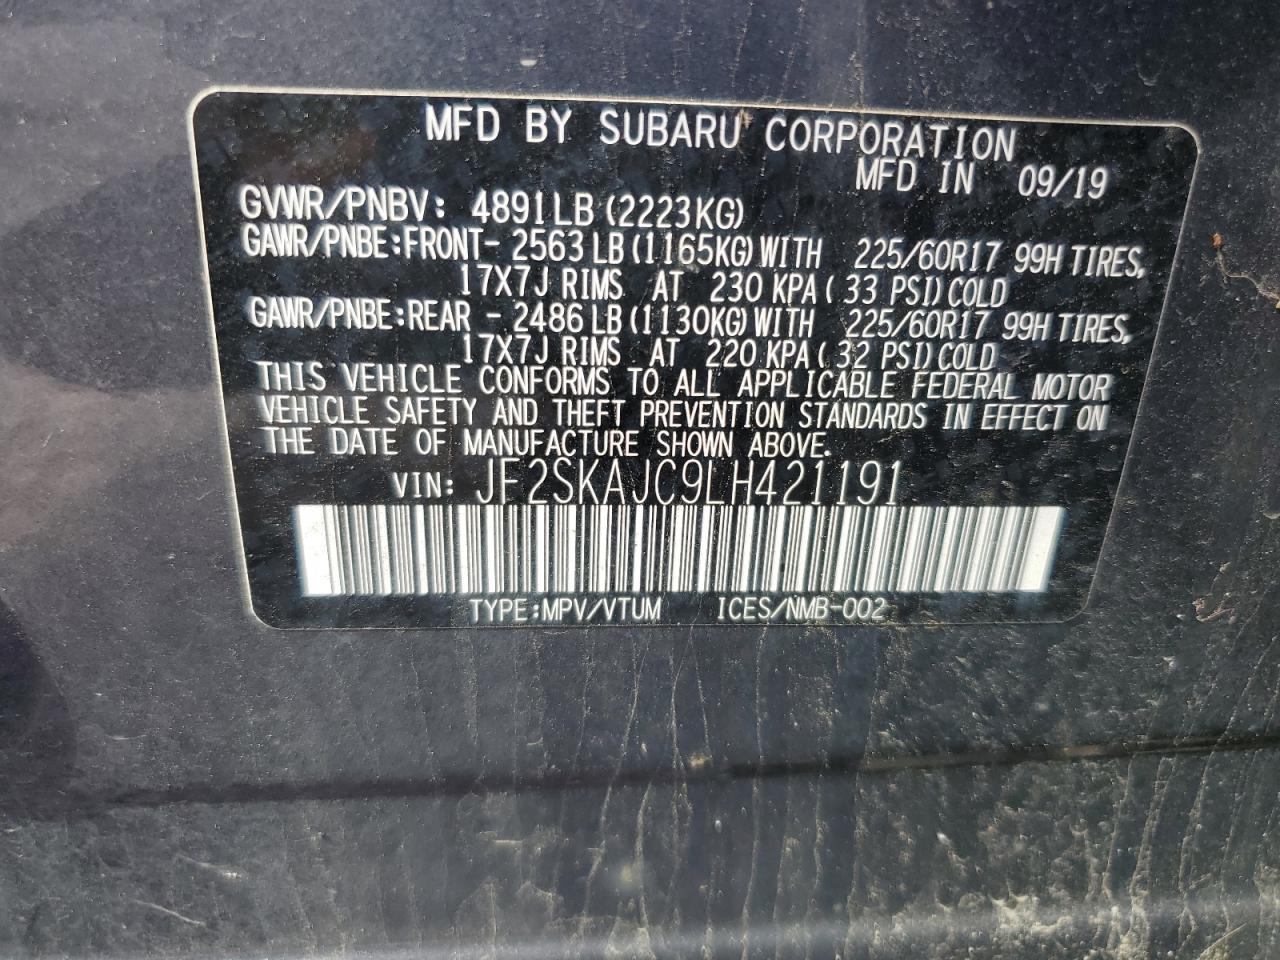 MFD BY SUBARU CORPORATION
MFD IN 09/19
GVWR/PNBV: 4891LB(2223KG)
GAWR/PNBE:FRONT- 2563LB(1165KG)WITH 225/60R17 99H TIRES,
17X7J RIMS AT 230 KPA( 33 PSI)COLD
GAWR/PNBE:REAR - 2486LB(1130KG)WITH 225/60R17 99H TIRES,
17X7J RIMS AT 220 KPA( 32 PSI)COLD
THIS VEHICLE CONFORMS TO ALL APPLICABLE FEDERAL MOTOR
VEHICLE SAFETY AND THEFT PREVENTION STANDARDS IN EFFECT ON
THE DATE OF MANUFACTURE SHOWN ABOVE.
VIN: JF2SKAJC9LH421191
TYPE:MPV/VTUM ICES/NMB-002